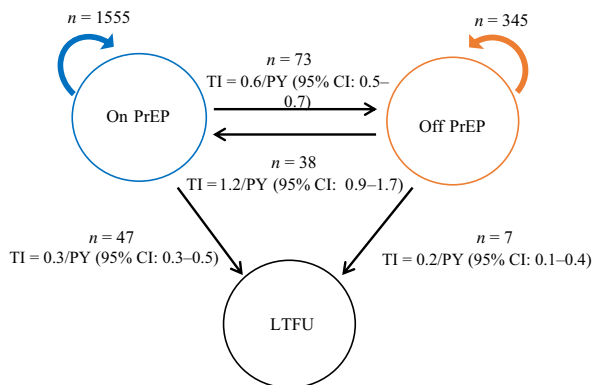 n = 1555
n = 345
n = 73
TI = 0.6/PY (95% CI: 0.5–
0.7)
On PrEP
Off PrEP
n = 38
TI = 1.2/PY (95% CI:  0.9–1.7)
n = 47
TI = 0.3/PY (95% CI: 0.3–0.5)
n = 7
TI = 0.2/PY (95% CI: 0.1–0.4)
LTFU